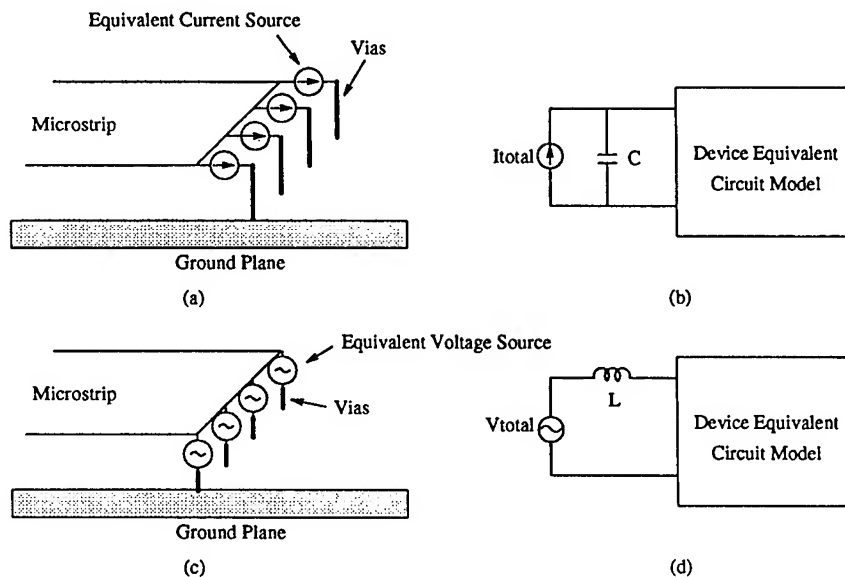 Equivalent Current Source
Vias
Microstrip
Ground Plane
(a)
Itotal
C
Device Equivalent
Circuit Model
(b)
Equivalent Voltage Source
Microstrip
Vias
Ground Plane
(c)
Vtotal
L
Device Equivalent
Circuit Model
(d)